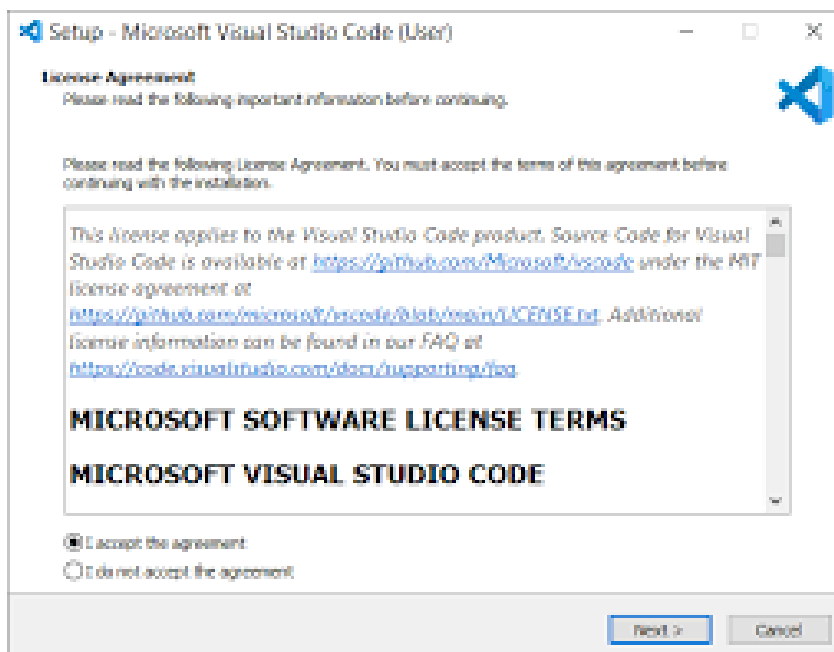 Setup - Microsoft Visual Studio Code (User)
License Agreement
Please read the following important information before continuing.
Please read the following License Agreement. You must accept the terms of this agreement before
continuing with the installation.
This license applies to the Visual Studio Code product. Source Code for Visual
Studio Code is available at https://github.com/Microsoft/vscode under the MIT
license agreement at
https://github.com/microsoft/vscode/blob/main/LICENSE.txt. Additional
license information can be found in our FAQ at
https://code.visualstudio.com/docs/supporting/faq.
MICROSOFT SOFTWARE LICENSE TERMS
MICROSOFT VISUAL STUDIO CODE
I accept the agreement
I do not accept the agreement
Next >
Cancel